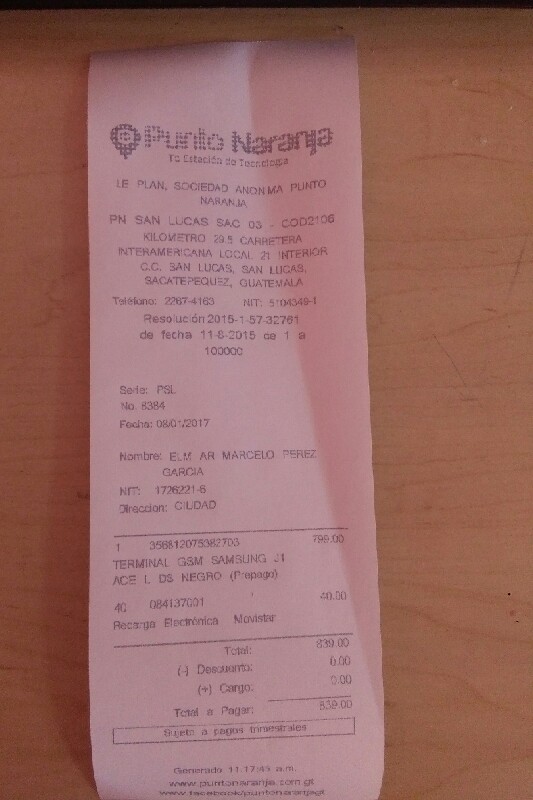 Punto Naranja
Tu Estación de Tecnología
LE PLAN, SOCIEDAD ANONIMA PUNTO
NARANJA
PN SAN LUCAS SAC 03 - COD2106
KILOMETRO 29.5 CARRETERA
INTERAMERICANA LOCAL 21 INTERIOR
C.C. SAN LUCAS, SAN LUCAS,
SACATEPEQUEZ, GUATEMALA
Teléfono: 2267-4163 NIT: 5104349-1
Resolución 2015-1-57-32761
de fecha 11-8-2015 de 1 a
100000
Serie: PSL
No. 8384
Fecha: 08/01/2017
Nombre: ELM AR MARCELO PEREZ
GARCIA
NIT: 1726221-6
Direccion: CIUDAD
1 356812075382703 799.00
TERMINAL GSM SAMSUNG J1
ACE L DS NEGRO (Prepago)
40 084137001 40.00
Recarga Electrónica Movistar
Total: 839.00
(-) Descuento: 0.00
(+) Cargo: 0.00
Total a Pagar: 839.00
Sujeto a pagos trimestrales
Generado 11:17:43 a.m.
www.puntonaranja.com.gt
www.facebook/puntonaranjagt